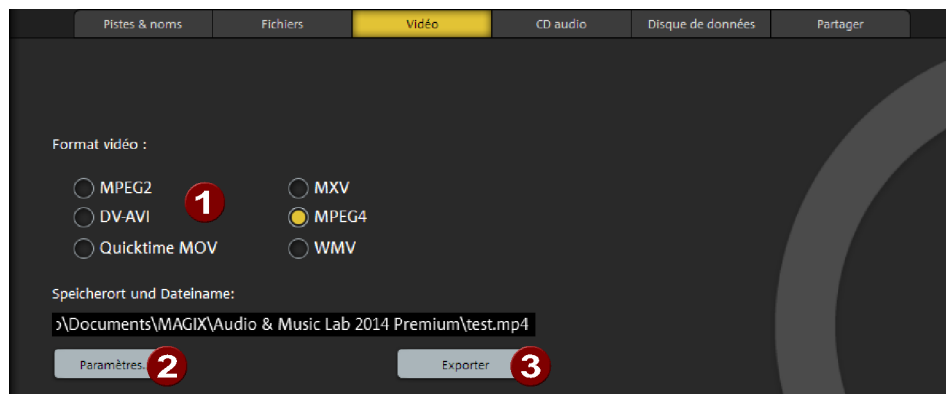 Pistes & noms Fichiers Vidéo CD audio Disque de données Partager
Format vidéo :
MPEG2 MXV
1
DV-AVI MPEG4
Quicktime MOV WMV
Speicherort und Dateiname:
\Documents\MAGIX\Audio & Music Lab 2014 Premium\test.mp4
Paramètres. 2 Exporter 3